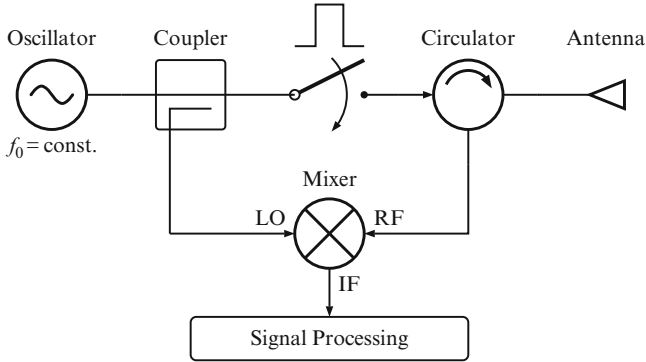 Oscillator
Coupler
Circulator
Antenna
f₀ = const.
Mixer
LO
RF
IF
Signal Processing